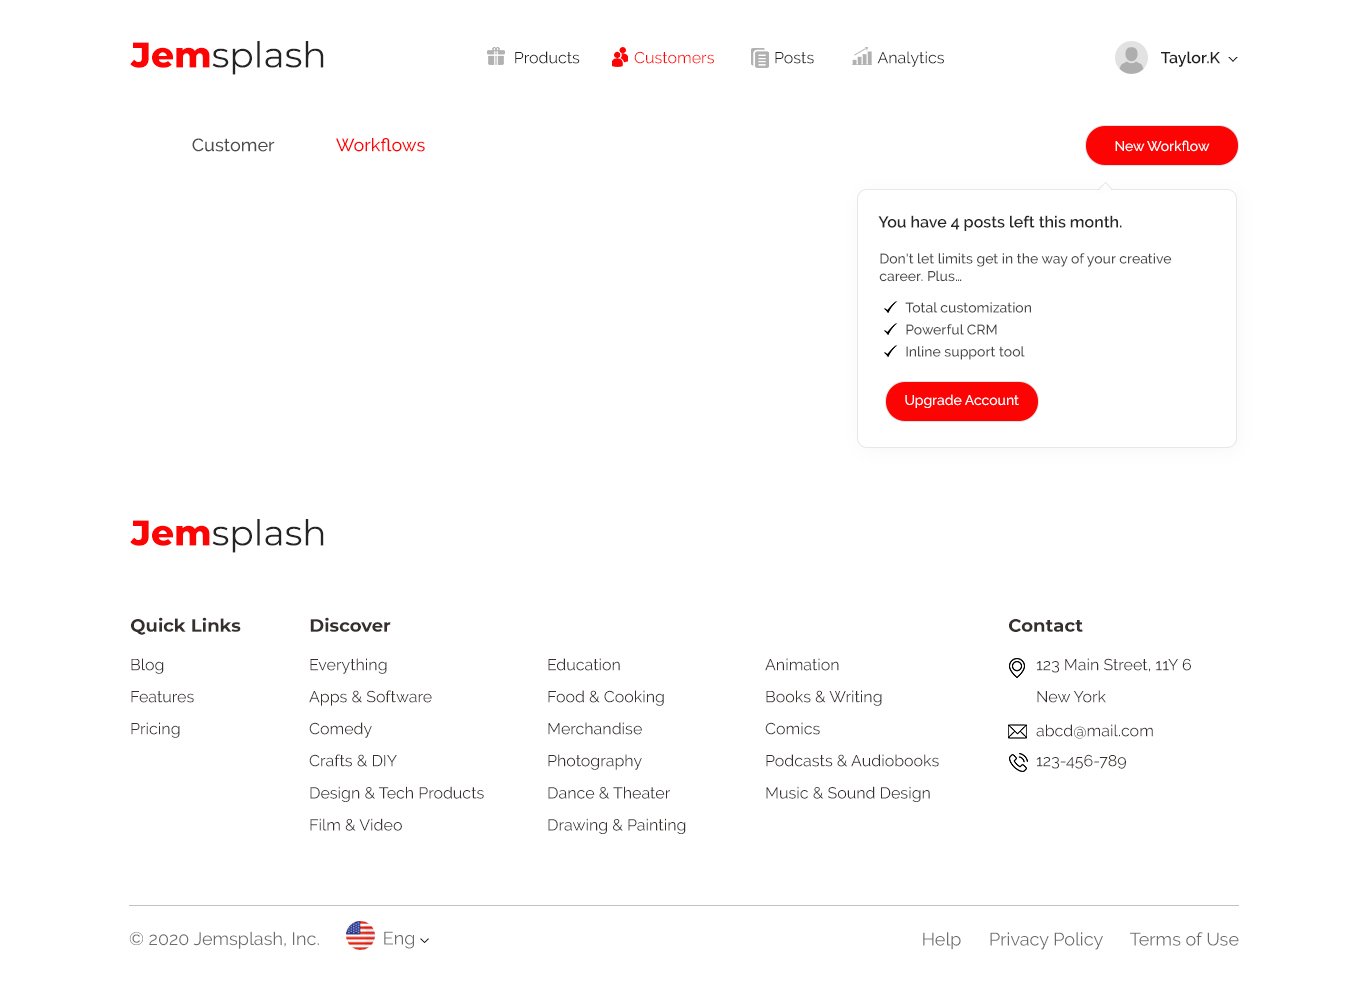 Jemsplash
Products
Customers
Posts
Analytics
Taylor.K
Customer
Workflows
New Workflow
You have 4 posts left this month.
Don't let limits get in the way of your creative
career. Plus...
Total customization
Powerful CRM
Inline support tool
Upgrade Account
Jemsplash
Quick Links
Blog
Features
Pricing
Discover
Everything
Apps & Software
Comedy
Crafts & DIY
Design & Tech Products
Film & Video
Education
Food & Cooking
Merchandise
Photography
Dance & Theater
Drawing & Painting
Animation
Books & Writing
Comics
Podcasts & Audiobooks
Music & Sound Design
Contact
123 Main Street, 11Y 6
New York
abcd@mail.com
123-456-789
© 2020 Jemsplash, Inc.
Eng
Help
Privacy Policy
Terms of Use